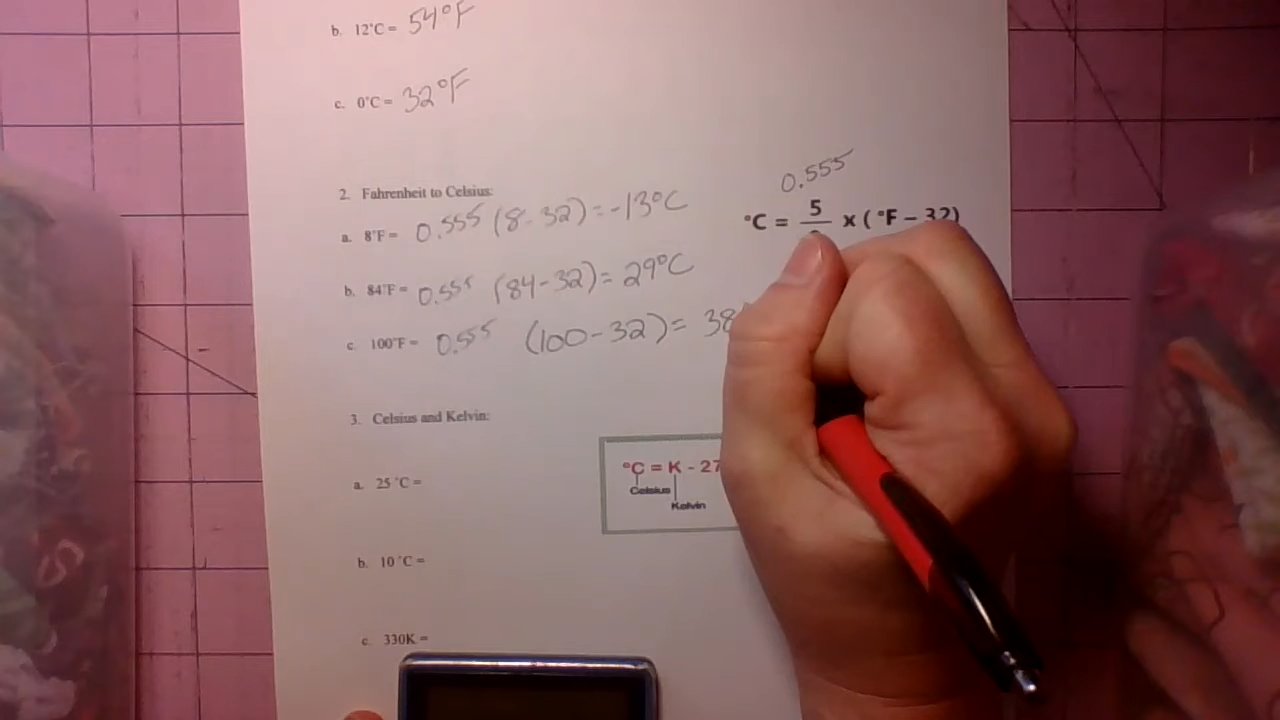 b. 12°C = 54°F
c. 0°C = 32°F
0.555
2. Fahrenheit to Celsius:
°C = 5 x ( °F – 32)
a. 8°F = 0.555 (8-32) = -13°C
b. 84°F = 0.555 (84-32) = 29°C
c. 100°F = 0.555 (100-32) = 38
3. Celsius and Kelvin:
°C = K - 27
Celsius
Kelvin
a. 25 °C =
b. 10 °C =
c. 330K =